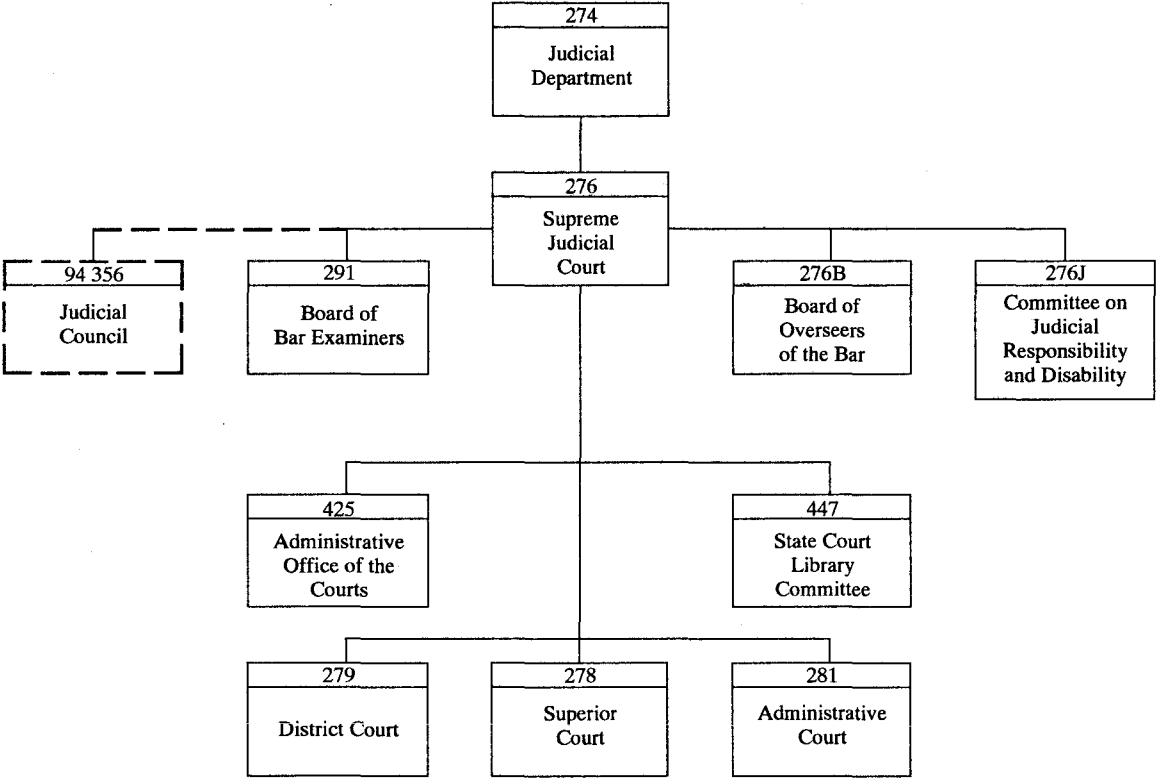 274
Judicial
Department
276
Supreme
Judicial
Court
94 356
Judicial
Council
291
Board of
Bar Examiners
276B
Board of
Overseers
of the Bar
276J
Committee on
Judicial
Responsibility
and Disability
425
Administrative
Office of the
Courts
447
State Court
Library
Committee
279
District Court
278
Superior
Court
281
Administrative
Court